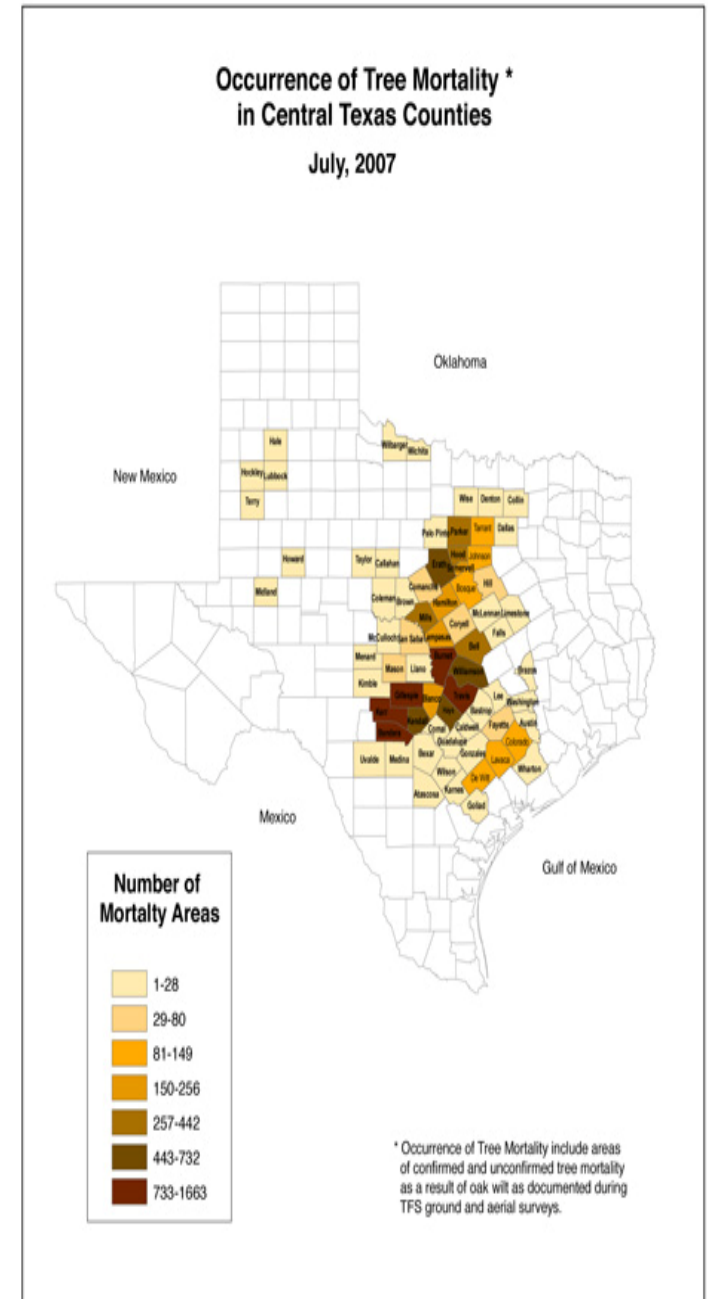 Occurrence of Tree Mortality *
in Central Texas Counties
July, 2007
Oklahoma
New Mexico
Hale
Wilbarger
Wichita
Hockley
Lubbock
Terry
Wise
Denton
Collin
Palo Pinto
Parker
Tarrant
Dallas
Howard
Taylor
Callahan
Erath
Hood
Johnson
Somervell
Midland
Coleman
Brown
Comanche
Bosque
Hill
Hamilton
McLennan
Limestone
Mills
Coryell
Falls
McCulloch
San Saba
Lampasas
Bell
Menard
Mason
Llano
Burnet
Williamson
Brazos
Kimble
Gillespie
Blanco
Travis
Lee
Washington
Kerr
Kendall
Hays
Bastrop
Bandera
Comal
Caldwell
Fayette
Austin
Guadalupe
Colorado
Uvalde
Medina
Bexar
Gonzales
Lavaca
Wilson
De Witt
Wharton
Atascosa
Karnes
Goliad
Mexico
Gulf of Mexico
Number of
Mortalty Areas
1-28
29-80
81-149
150-256
257-442
443-732
733-1663
* Occurrence of Tree Mortality include areas
of confirmed and unconfirmed tree mortality
as a result of oak wilt as documented during
TFS ground and aerial surveys.